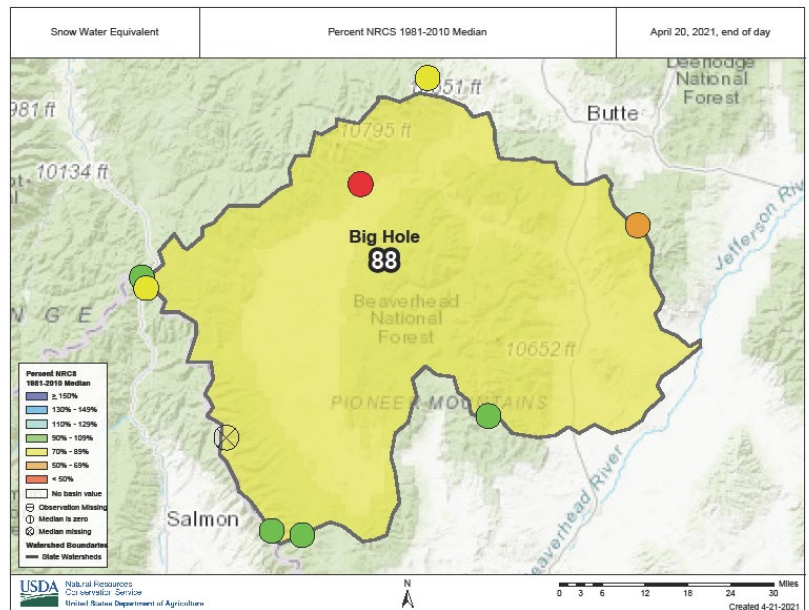 Snow Water Equivalent
Percent NRCS 1981-2010 Median
April 20, 2021, end of day
Deerlodge
National
Forest
Butte
10795 ft
981 ft
10134 ft
Big Hole
88
Jefferson Riv
Beaverhead
National
Forest
10652 ft
N G E
PIONEER MOUNTAINS
Percent NRCS
1981-2010 Median
≥ 150%
130% - 149%
110% - 129%
90% - 109%
70% - 89%
50% - 69%
< 50%
No basin value
Observation Missing
Median is zero
Median missing
Watershed Boundaries
State Watersheds
Salmon
eaverhead River
USDA
Natural Resources
Conservation Service
United States Department of Agriculture
N
0 3 6 12 18 24 30 Miles
Created 4-21-2021